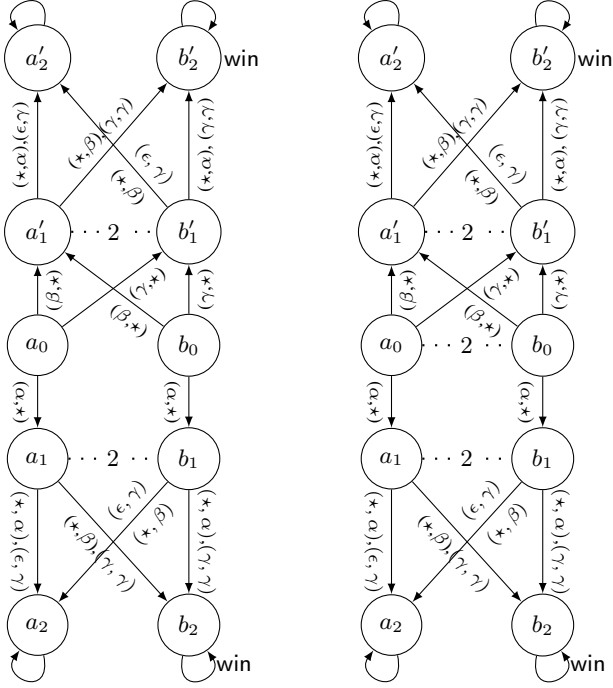 a′₂ b′₂ win
(⋆,α),(ϵ,γ) (⋆,β),(γ,γ) (ϵ, γ) (⋆,β) (⋆,α),(γ,γ)
a′₁ · · · 2 · · · b′₁
(β,⋆) (γ,⋆) (β,⋆) (γ,⋆)
a₀ b₀
(α,⋆) (α,⋆)
a₁ · · · 2 · · · b₁
(⋆, α),(ϵ, γ) (⋆,β),(γ, γ) (ϵ, γ) (⋆, β) (⋆, α),(γ,γ)
a₂ b₂
win
a′₂ b′₂ win
(⋆,α),(ϵ,γ) (⋆,β),(γ,γ) (ϵ, γ) (⋆,β) (⋆,α),(γ,γ)
a′₁ · · · 2 · · · b′₁
(β,⋆) (γ,⋆) (β,⋆) (γ,⋆)
a₀ · · · 2 · · · b₀
(α,⋆) (α,⋆)
a₁ · · · 2 · · · b₁
(⋆, α),(ϵ, γ) (⋆,β),(γ, γ) (ϵ, γ) (⋆, β) (⋆, α),(γ,γ)
a₂ b₂
win